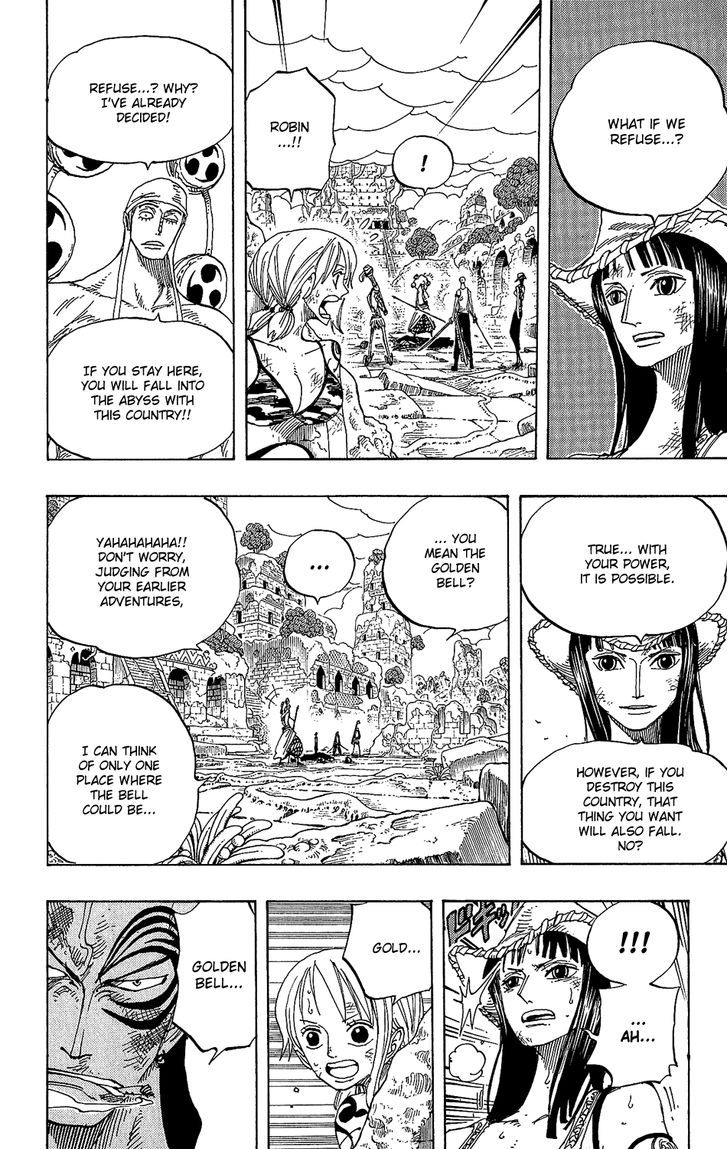 WHAT IF WE
REFUSE...?
!
ROBIN
...!!
REFUSE...? WHY?
I'VE ALREADY
DECIDED!
IF YOU STAY HERE,
YOU WILL FALL INTO
THE ABYSS WITH
THIS COUNTRY!!
TRUE... WITH
YOUR POWER,
IT IS POSSIBLE.
HOWEVER, IF YOU
DESTROY THIS
COUNTRY, THAT
THING YOU WANT
WILL ALSO FALL.
NO?
... YOU
MEAN THE
GOLDEN
BELL?
...
YAHAHAHAHA!!
DON'T WORRY,
JUDGING FROM
YOUR EARLIER
ADVENTURES,
I CAN THINK
OF ONLY ONE
PLACE WHERE
THE BELL
COULD BE...
!!!
...
AH...
GOLD...
GOLDEN
BELL...